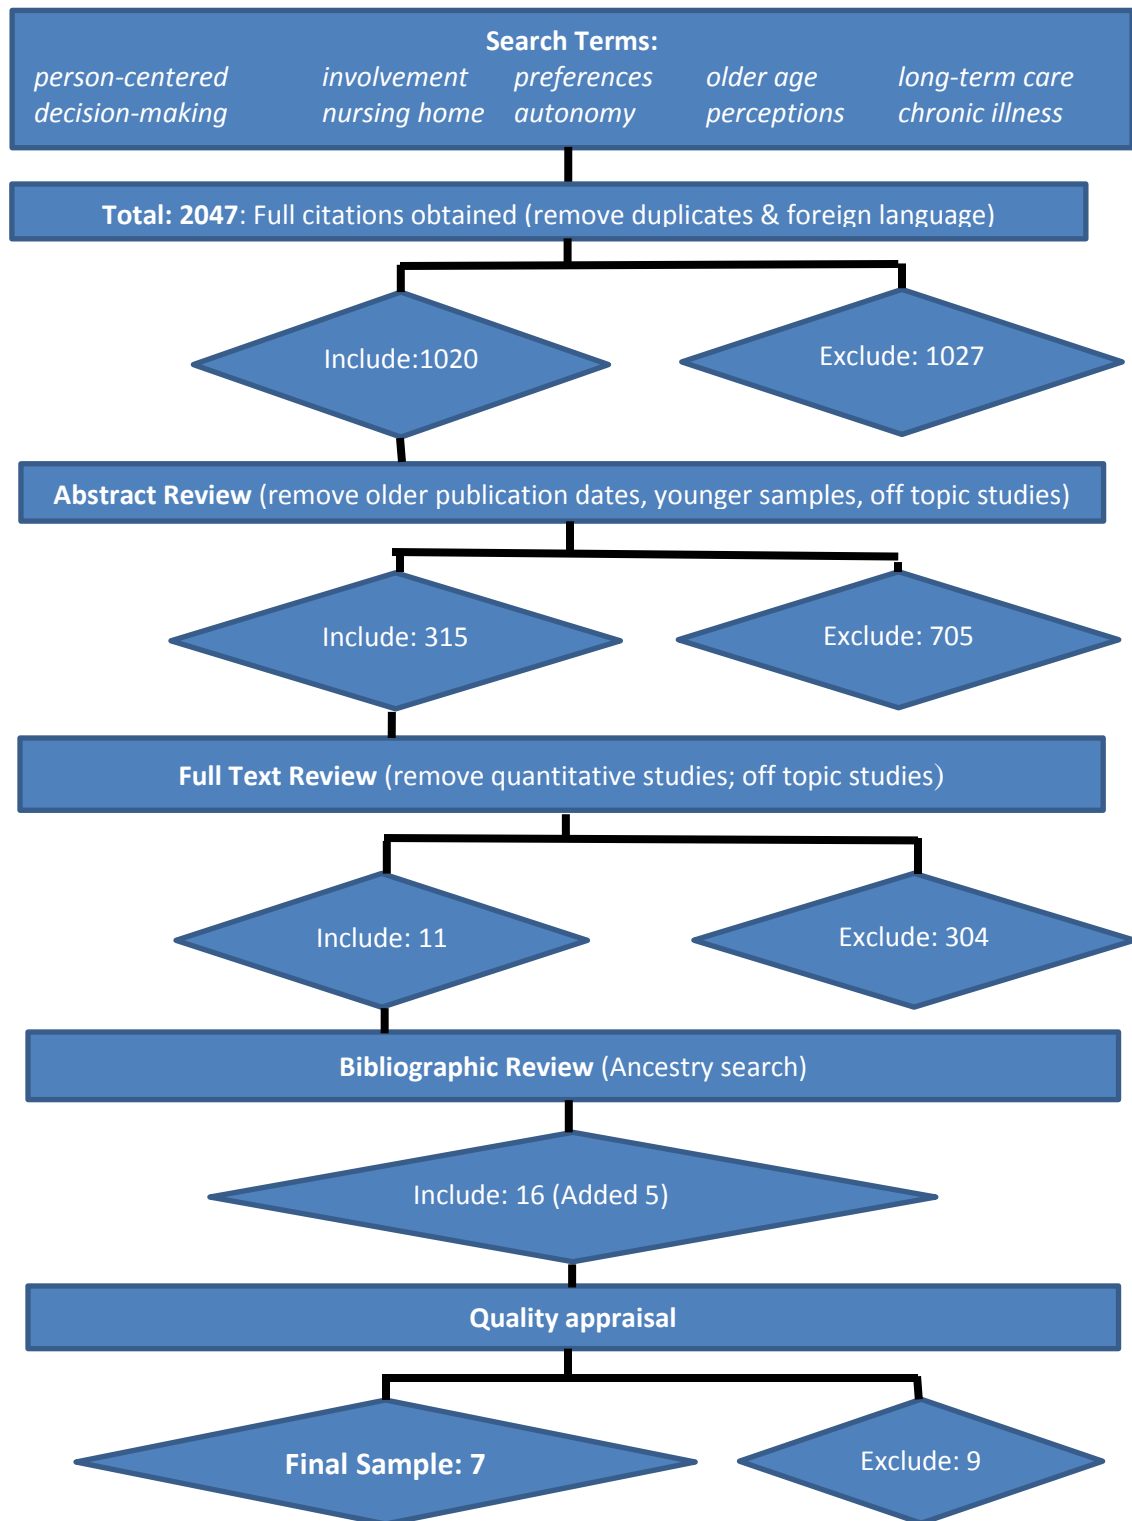 Search Terms:
person-centered involvement preferences older age long-term care
decision-making nursing home autonomy perceptions chronic illness
Total: 2047: Full citations obtained (remove duplicates & foreign language)
Include:1020
Exclude: 1027
Abstract Review (remove older publication dates, younger samples, off topic studies)
Include: 315
Exclude: 705
Full Text Review (remove quantitative studies; off topic studies)
Include: 11
Exclude: 304
Bibliographic Review (Ancestry search)
Include: 16 (Added 5)
Quality appraisal
Final Sample: 7
Exclude: 9